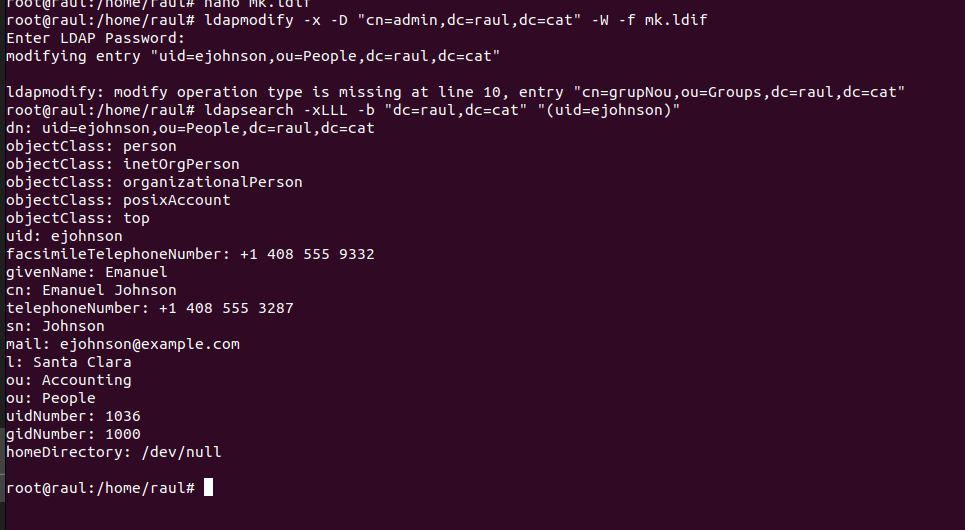 root@raul:/home/raul# nano mk.ldif
root@raul:/home/raul# ldapmodify -x -D "cn=admin,dc=raul,dc=cat" -W -f mk.ldif
Enter LDAP Password:
modifying entry "uid=ejohnson,ou=People,dc=raul,dc=cat"
ldapmodify: modify operation type is missing at line 10, entry "cn=grupNou,ou=Groups,dc=raul,dc=cat"
root@raul:/home/raul# ldapsearch -xLLL -b "dc=raul,dc=cat" "(uid=ejohnson)"
dn: uid=ejohnson,ou=People,dc=raul,dc=cat
objectClass: person
objectClass: inetOrgPerson
objectClass: organizationalPerson
objectClass: posixAccount
objectClass: top
uid: ejohnson
facsimileTelephoneNumber: +1 408 555 9332
givenName: Emanuel
cn: Emanuel Johnson
telephoneNumber: +1 408 555 3287
sn: Johnson
mail: ejohnson@example.com
l: Santa Clara
ou: Accounting
ou: People
uidNumber: 1036
gidNumber: 1000
homeDirectory: /dev/null
root@raul:/home/raul#